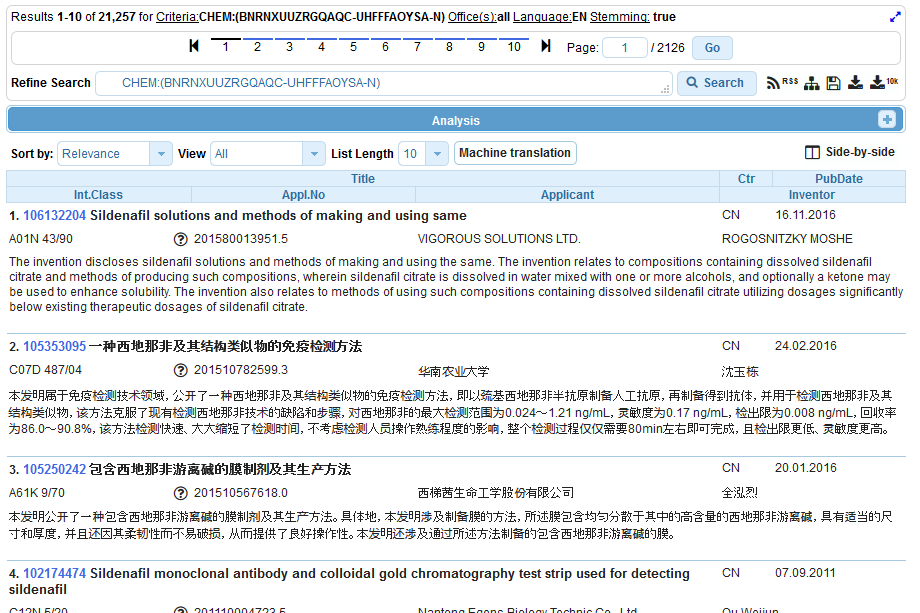 Results 1-10 of 21,257 for Criteria:CHEM:(BNRNXUUZRGQAQC-UHFFFAOYSA-N) Office(s):all Language:EN Stemming: true
1 2 3 4 5 6 7 8 9 10 Page: 1 / 2126 Go
Refine Search CHEM:(BNRNXUUZRGQAQC-UHFFFAOYSA-N) Search RSS 10k
Analysis
Sort by: Relevance View All List Length 10 Machine translation Side-by-side
Title Ctr PubDate
Int.Class Appl.No Applicant Inventor
1. 106132204 Sildenafil solutions and methods of making and using same CN 16.11.2016
A01N 43/90 201580013951.5 VIGOROUS SOLUTIONS LTD. ROGOSNITZKY MOSHE
The invention discloses sildenafil solutions and methods of making and using the same. The invention relates to compositions containing dissolved sildenafil
citrate and methods of producing such compositions, wherein sildenafil citrate is dissolved in water mixed with one or more alcohols, and optionally a ketone may
be used to enhance solubility. The invention also relates to methods of using such compositions containing dissolved sildenafil citrate utilizing dosages significantly
below existing therapeutic dosages of sildenafil citrate.
2. 105353095 一种西地那非及其结构类似物的免疫检测方法 CN 24.02.2016
C07D 487/04 201510782599.3 华南农业大学 沈玉栋
本发明属于免疫检测技术领域，公开了一种西地那非及其结构类似物的免疫检测方法, 即以巯基西地那非半抗原制备人工抗原，再制备得到抗体，并用于检测西地那非及其
结构类似物, 该方法克服了现有检测西地那非技术的缺陷和步骤，对西地那非的最大检测范围为0.024～1.21 ng/mL, 灵敏度为0.17 ng/mL, 检出限为0.008 ng/mL, 回收率
为86.0～90.8%, 该方法检测快速、大大缩短了检测时间，不考虑检测人员操作熟练程度的影响，整个检测过程仅仅需要80min左右即可完成，且检出限更低、灵敏度更高。
3. 105250242 包含西地那非游离碱的膜制剂及其生产方法 CN 20.01.2016
A61K 9/70 201510567618.0 西梯茜生命工学股份有限公司 全泓烈
本发明公开了一种包含西地那非游离碱的膜制剂及其生产方法。具体地，本发明涉及制备膜的方法，所述膜包含均匀分散于其中的高含量的西地那非游离碱，具有适当的尺
寸和厚度，并且还因其柔韧性而不易破损，从而提供了良好操作性。本发明还涉及通过所述方法制备的包含西地那非游离碱的膜。
4. 102174474 Sildenafil monoclonal antibody and colloidal gold chromatography test strip used for detecting CN 07.09.2011
sildenafil
C12N 5/20 201110004723.5 Nantong Egens Biology Technic Co., Ltd. Qu Weijun